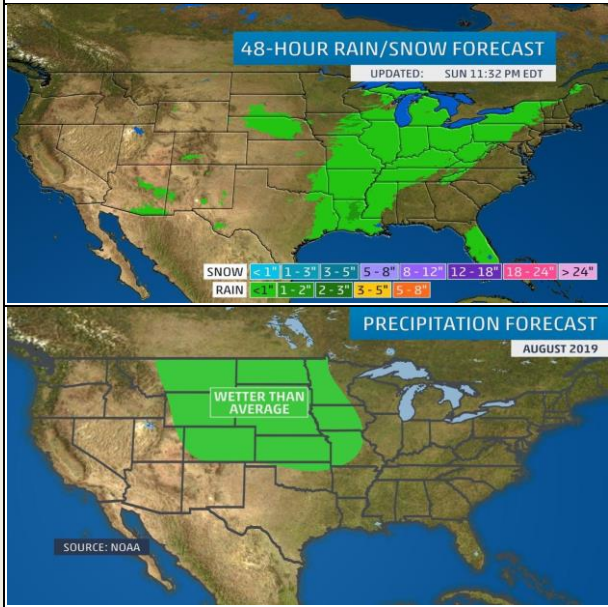 48-HOUR RAIN/SNOW FORECAST
UPDATED: SUN 11:32 PM EDT
SNOW <1" 1 - 3" 3 - 5" 5 - 8" 8 - 12" 12 - 18" 18 - 24" > 24"
RAIN <1" 1 - 2" 2 - 3" 3 - 5" 5 - 8"
PRECIPITATION FORECAST
AUGUST 2019
WETTER THAN
AVERAGE
SOURCE: NOAA